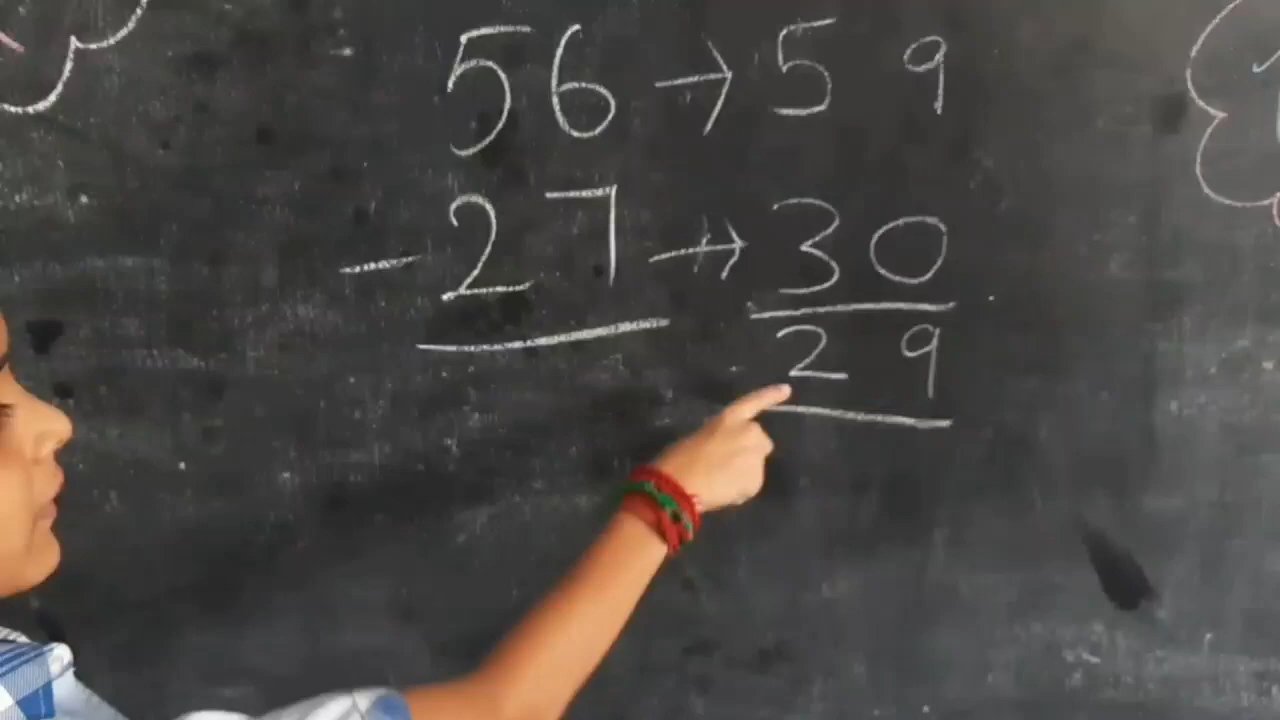 56 → 59
- 27 → 30
29